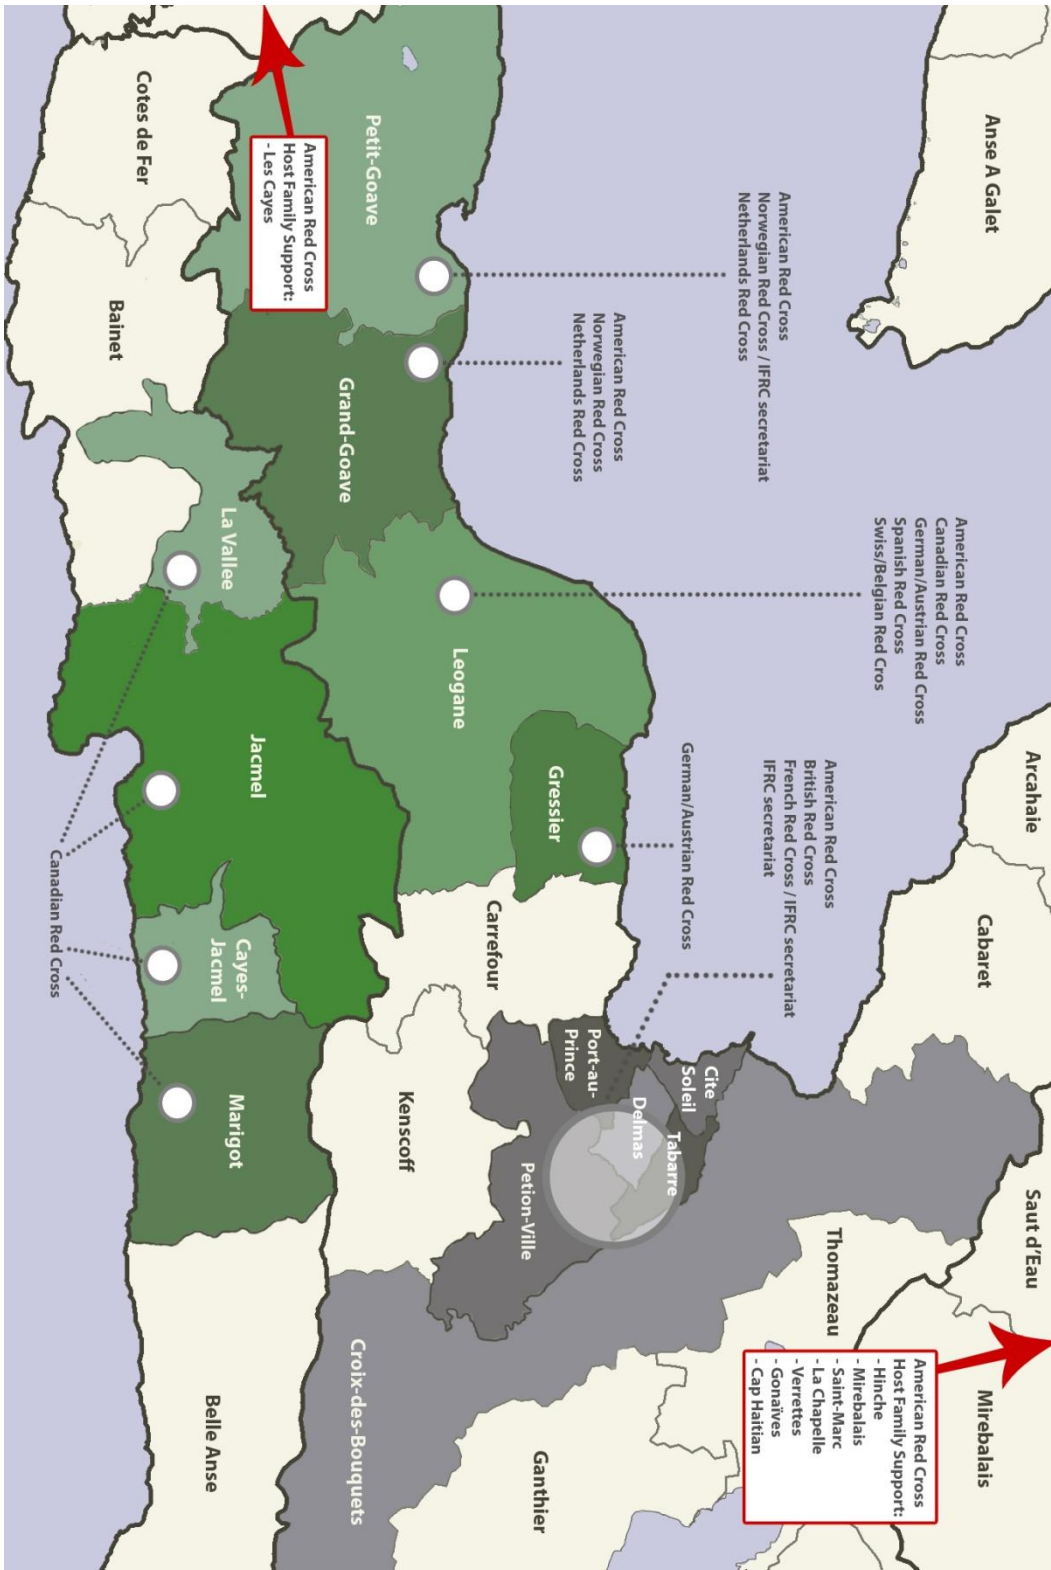 Anse A Galet
Arcahaie
Cabaret
Saut d'Eau
Mirebalais
Thomazeau
American Red Cross
Norwegian Red Cross / IFRC secretariat
Netherlands Red Cross
American Red Cross
Norwegian Red Cross
Netherlands Red Cross
American Red Cross
Canadian Red Cross
German/Austrian Red Cross
Spanish Red Cross
Swiss/Belgian Red Cros
American Red Cross
British Red Cross
French Red Cross / IFRC secretariat
IFRC secretariat
German/Austrian Red Cross
American Red Cross
Host Family Support:
- Hinche
- Mirebalais
- Saint-Marc
- La Chapelle
- Verrettes
- Gonaïves
- Cap Haitian
Cite
Soleil
Tabarre
Delmas
Port-au-
Prince
Petion-Ville
Ganthier
Croix-des-Bouquets
Gressier
Carrefour
Kenscoff
Leogane
Petit-Goave
Grand-Goave
American Red Cross
Host Family Support:
- Les Cayes
Cotes de Fer
Bainet
La Vallee
Jacmel
Cayes-
Jacmel
Marigot
Belle Anse
Canadian Red Cross